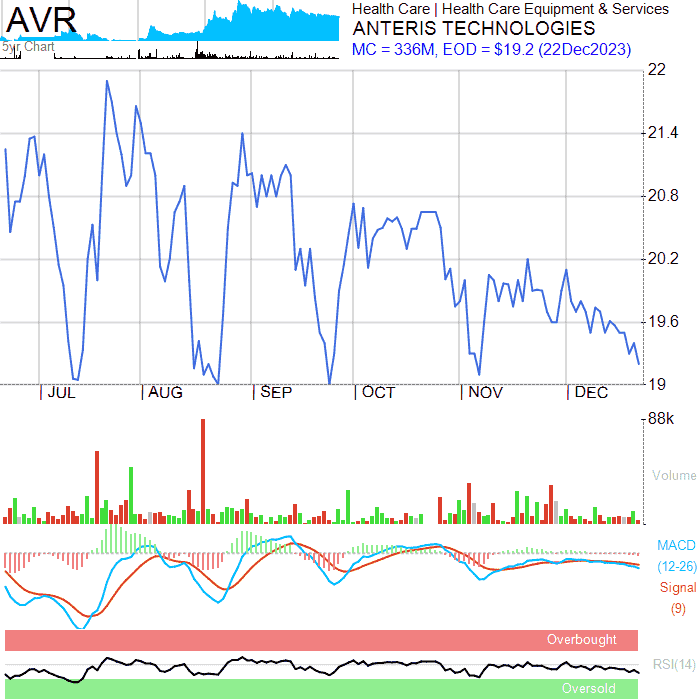 AVR
5yr Chart
Health Care | Health Care Equipment & Services
ANTERIS TECHNOLOGIES
MC = 336M, EOD = $19.2 (22Dec2023)
22
21.4
20.8
20.2
19.6
19
JUL AUG SEP OCT NOV DEC
88k
Volume
MACD
(12-26)
Signal
(9)
Overbought
RSI(14)
Oversold